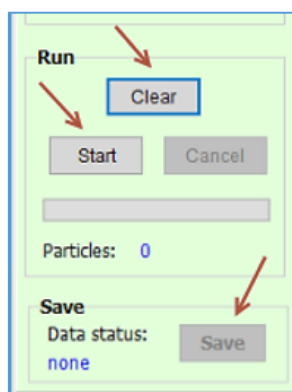 Run
Clear
Start Cancel
Particles: 0
Save
Data status:
none
Save